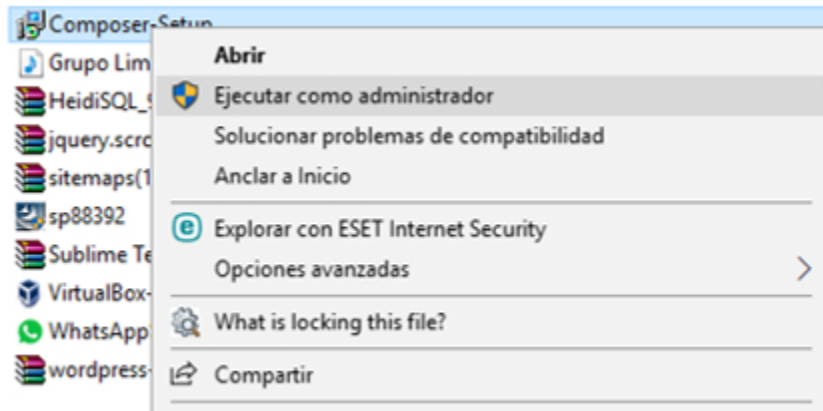 Composer-Setup
Abrir
Grupo Lim
Ejecutar como administrador
HeidiSQL_9
Solucionar problemas de compatibilidad
jquery.scro
Anclar a Inicio
sitemaps(1
sp88392
Explorar con ESET Internet Security
Sublime Te
Opciones avanzadas
VirtualBox-
What is locking this file?
WhatsApp
wordpress-
Compartir